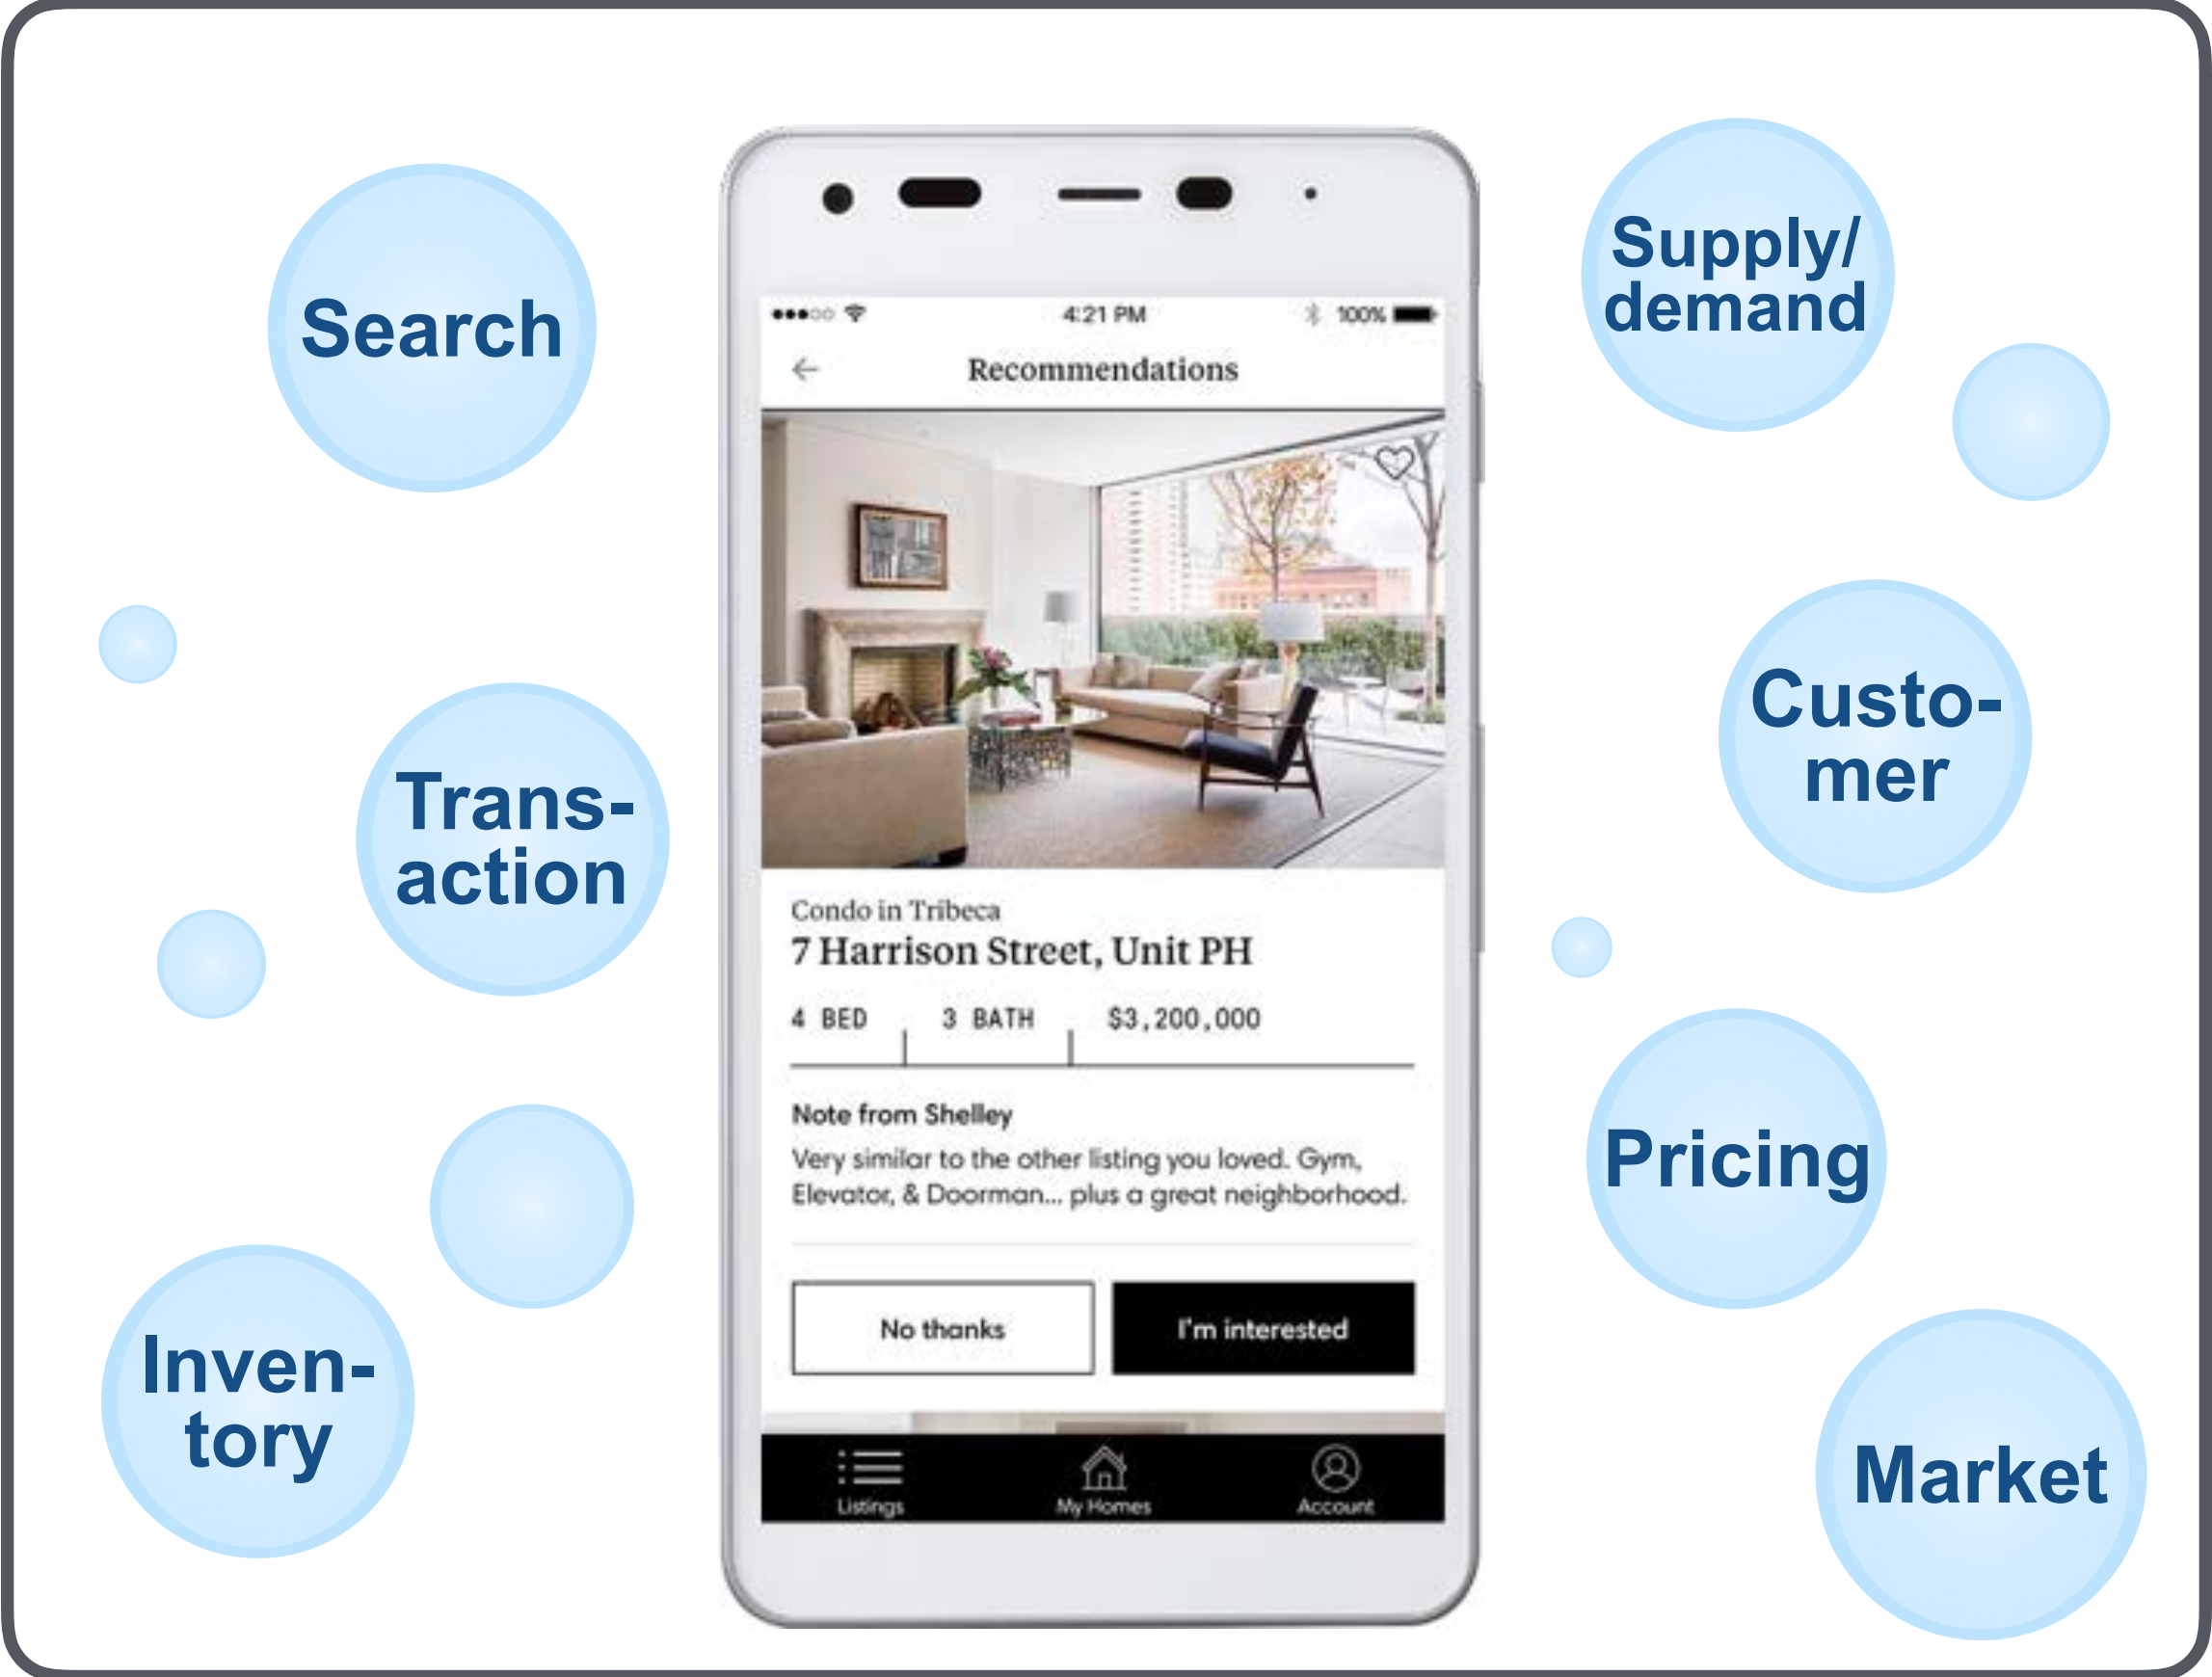 Search
Trans-
action
Inven-
tory
4:21 PM
100%
Recommendations
Condo in Tribeca
7 Harrison Street, Unit PH
4 BED 3 BATH $3,200,000
Note from Shelley
Very similar to the other listing you loved. Gym,
Elevator, & Doorman... plus a great neighborhood.
No thanks I'm interested
Listings My Homes Account
Supply/
demand
Custo-
mer
Pricing
Market